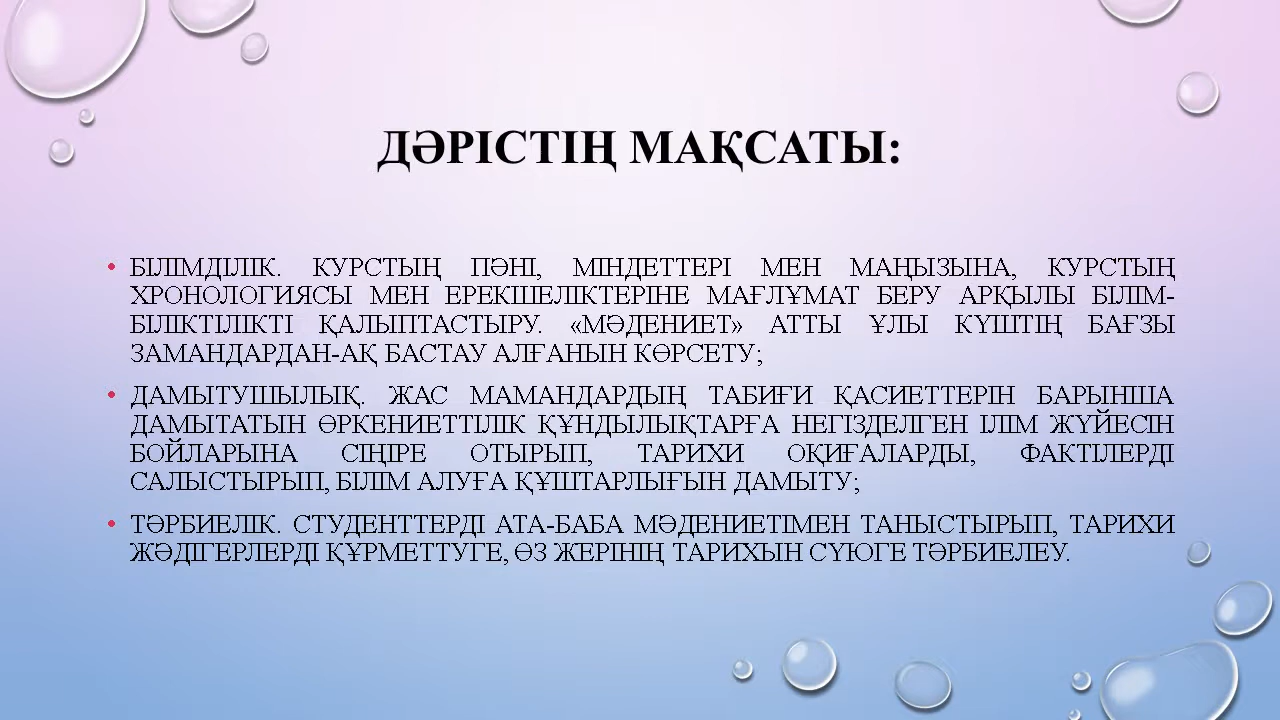 ДӘРІСТІҢ МАҚСАТЫ:
• БІЛІМДІЛІК. КУРСТЫҢ ПӘНІ, МІНДЕТТЕРІ МЕН МАҢЫЗЫНА, КУРСТЫҢ
ХРОНОЛОГИЯСЫ МЕН ЕРЕКШЕЛІКТЕРІНЕ МАҒЛҰМАТ БЕРУ АРҚЫЛЫ БІЛІМ-
БІЛІКТІЛІКТІ ҚАЛЫПТАСТЫРУ. «МӘДЕНИЕТ» АТТЫ ҰЛЫ КҮШТІҢ БАҒЗЫ
ЗАМАНДАРДАН-АҚ БАСТАУ АЛҒАНЫН КӨРСЕТУ;
• ДАМЫТУШЫЛЫҚ. ЖАС МАМАНДАРДЫҢ ТАБИҒИ ҚАСИЕТТЕРІН БАРЫНША
ДАМЫТАТЫН ӨРКЕНИЕТТІЛІК ҚҰНДЫЛЫҚТАРҒА НЕГІЗДЕЛГЕН ІЛІМ ЖҮЙЕСІН
БОЙЛАРЫНА СІҢІРЕ ОТЫРЫП, ТАРИХИ ОҚИҒАЛАРДЫ, ФАКТІЛЕРДІ
САЛЫСТЫРЫП, БІЛІМ АЛУҒА ҚҰШТАРЛЫҒЫН ДАМЫТУ;
• ТӘРБИЕЛІК. СТУДЕНТТЕРДІ АТА-БАБА МӘДЕНИЕТІМЕН ТАНЫСТЫРЫП, ТАРИХИ
ЖӘДІГЕРЛЕРДІ ҚҰРМЕТТУГЕ, ӨЗ ЖЕРІНІҢ ТАРИХЫН СҮЮГЕ ТӘРБИЕЛЕУ.